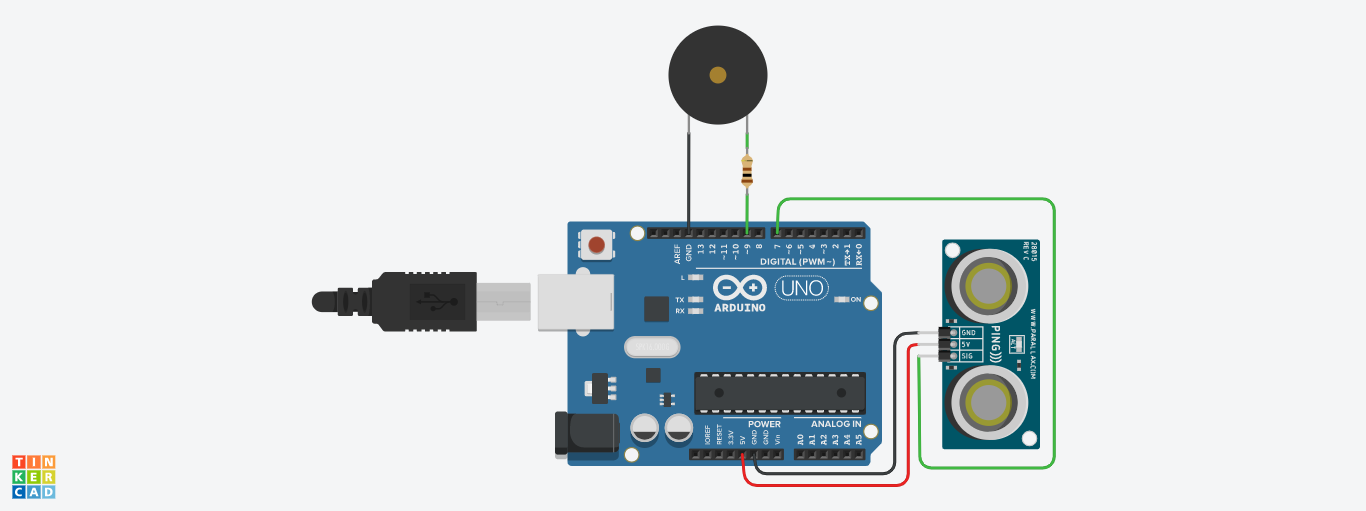 AREF
GND
13
12
~11
~10
~9
8
7
~6
~5
4
~3
2
TX→1
RX←0
DIGITAL (PWM~)
L
TX
RX
ARDUINO
UNO
ON
POWER
ANALOG IN
IOREF
RESET
3.3V
5V
GND
GND
Vin
A0
A1
A2
A3
A4
A5
28015
REV C
GND
5V
SIG
PING)))
ACT
WWW.PARALLAX.COM
TIN
KER
CAD